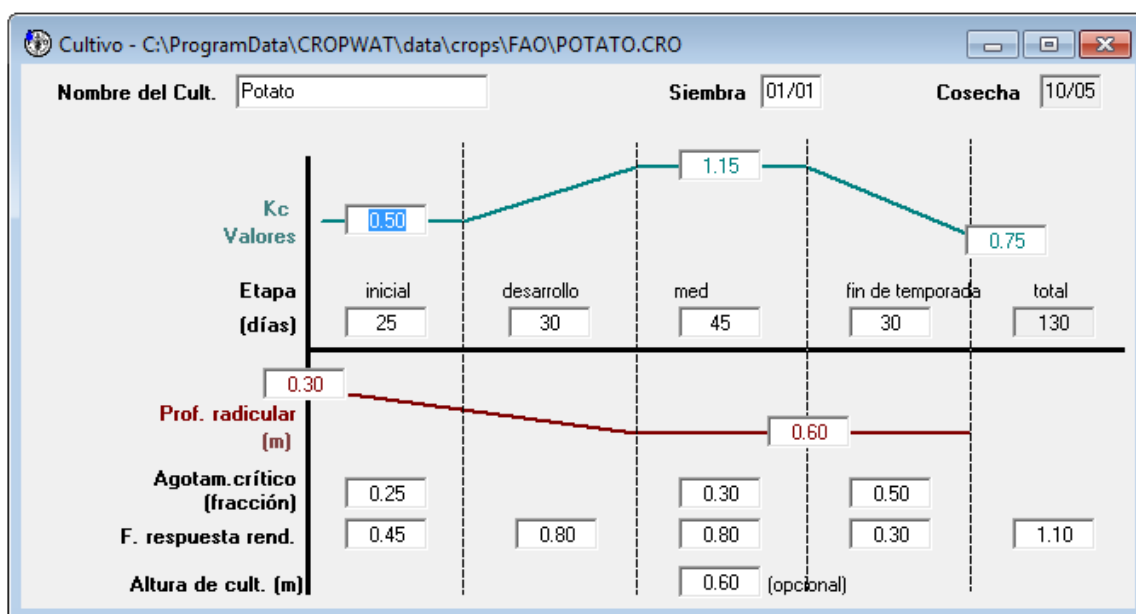 Cultivo - C:\ProgramData\CROPWAT\data\crops\FAO\POTATO.CRO
Nombre del Cult. Potato Siembra 01/01 Cosecha 10/05
1.15
Kc 0.50
Valores 0.75
Etapa inicial desarrollo med fin de temporada total
(días) 25 30 45 30 130
0.30
Prof. radicular 0.60
(m)
Agotam.crítico 0.25 0.30 0.50
(fracción)
F. respuesta rend. 0.45 0.80 0.80 0.30 1.10
Altura de cult. (m) 0.60 (opcional)